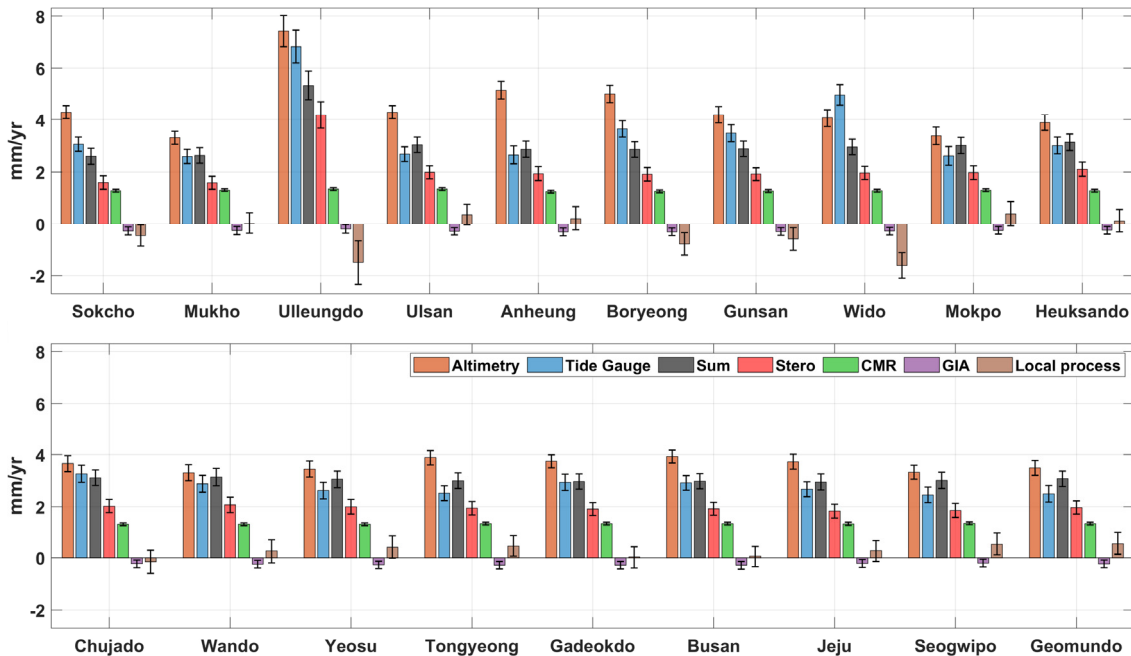 8
6
4
2
0
-2
mm/yr
Sokcho Mukho Ulleungdo Ulsan Anheung Boryeong Gunsan Wido Mokpo Heuksando
8
Altimetry Tide Gauge Sum Stero CMR GIA Local process
6
4
2
0
-2
mm/yr
Chujado Wando Yeosu Tongyeong Gadeokdo Busan Jeju Seogwipo Geomundo